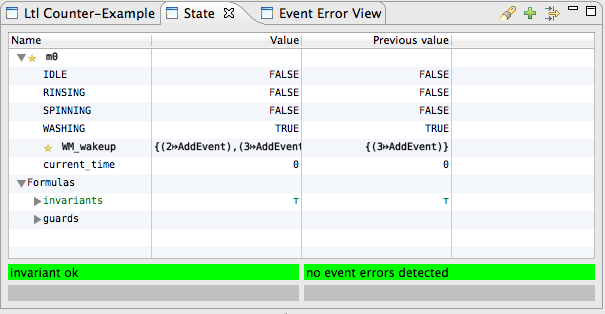 Ltl Counter-Example State Event Error View
Name Value Previous value
m0
IDLE FALSE FALSE
RINSING FALSE FALSE
SPINNING FALSE FALSE
WASHING TRUE TRUE
WM_wakeup {(2↦AddEvent),(3↦AddEvent {(3↦AddEvent)}
current_time 0 0
Formulas
invariants ⊤ ⊤
guards
invariant ok no event errors detected